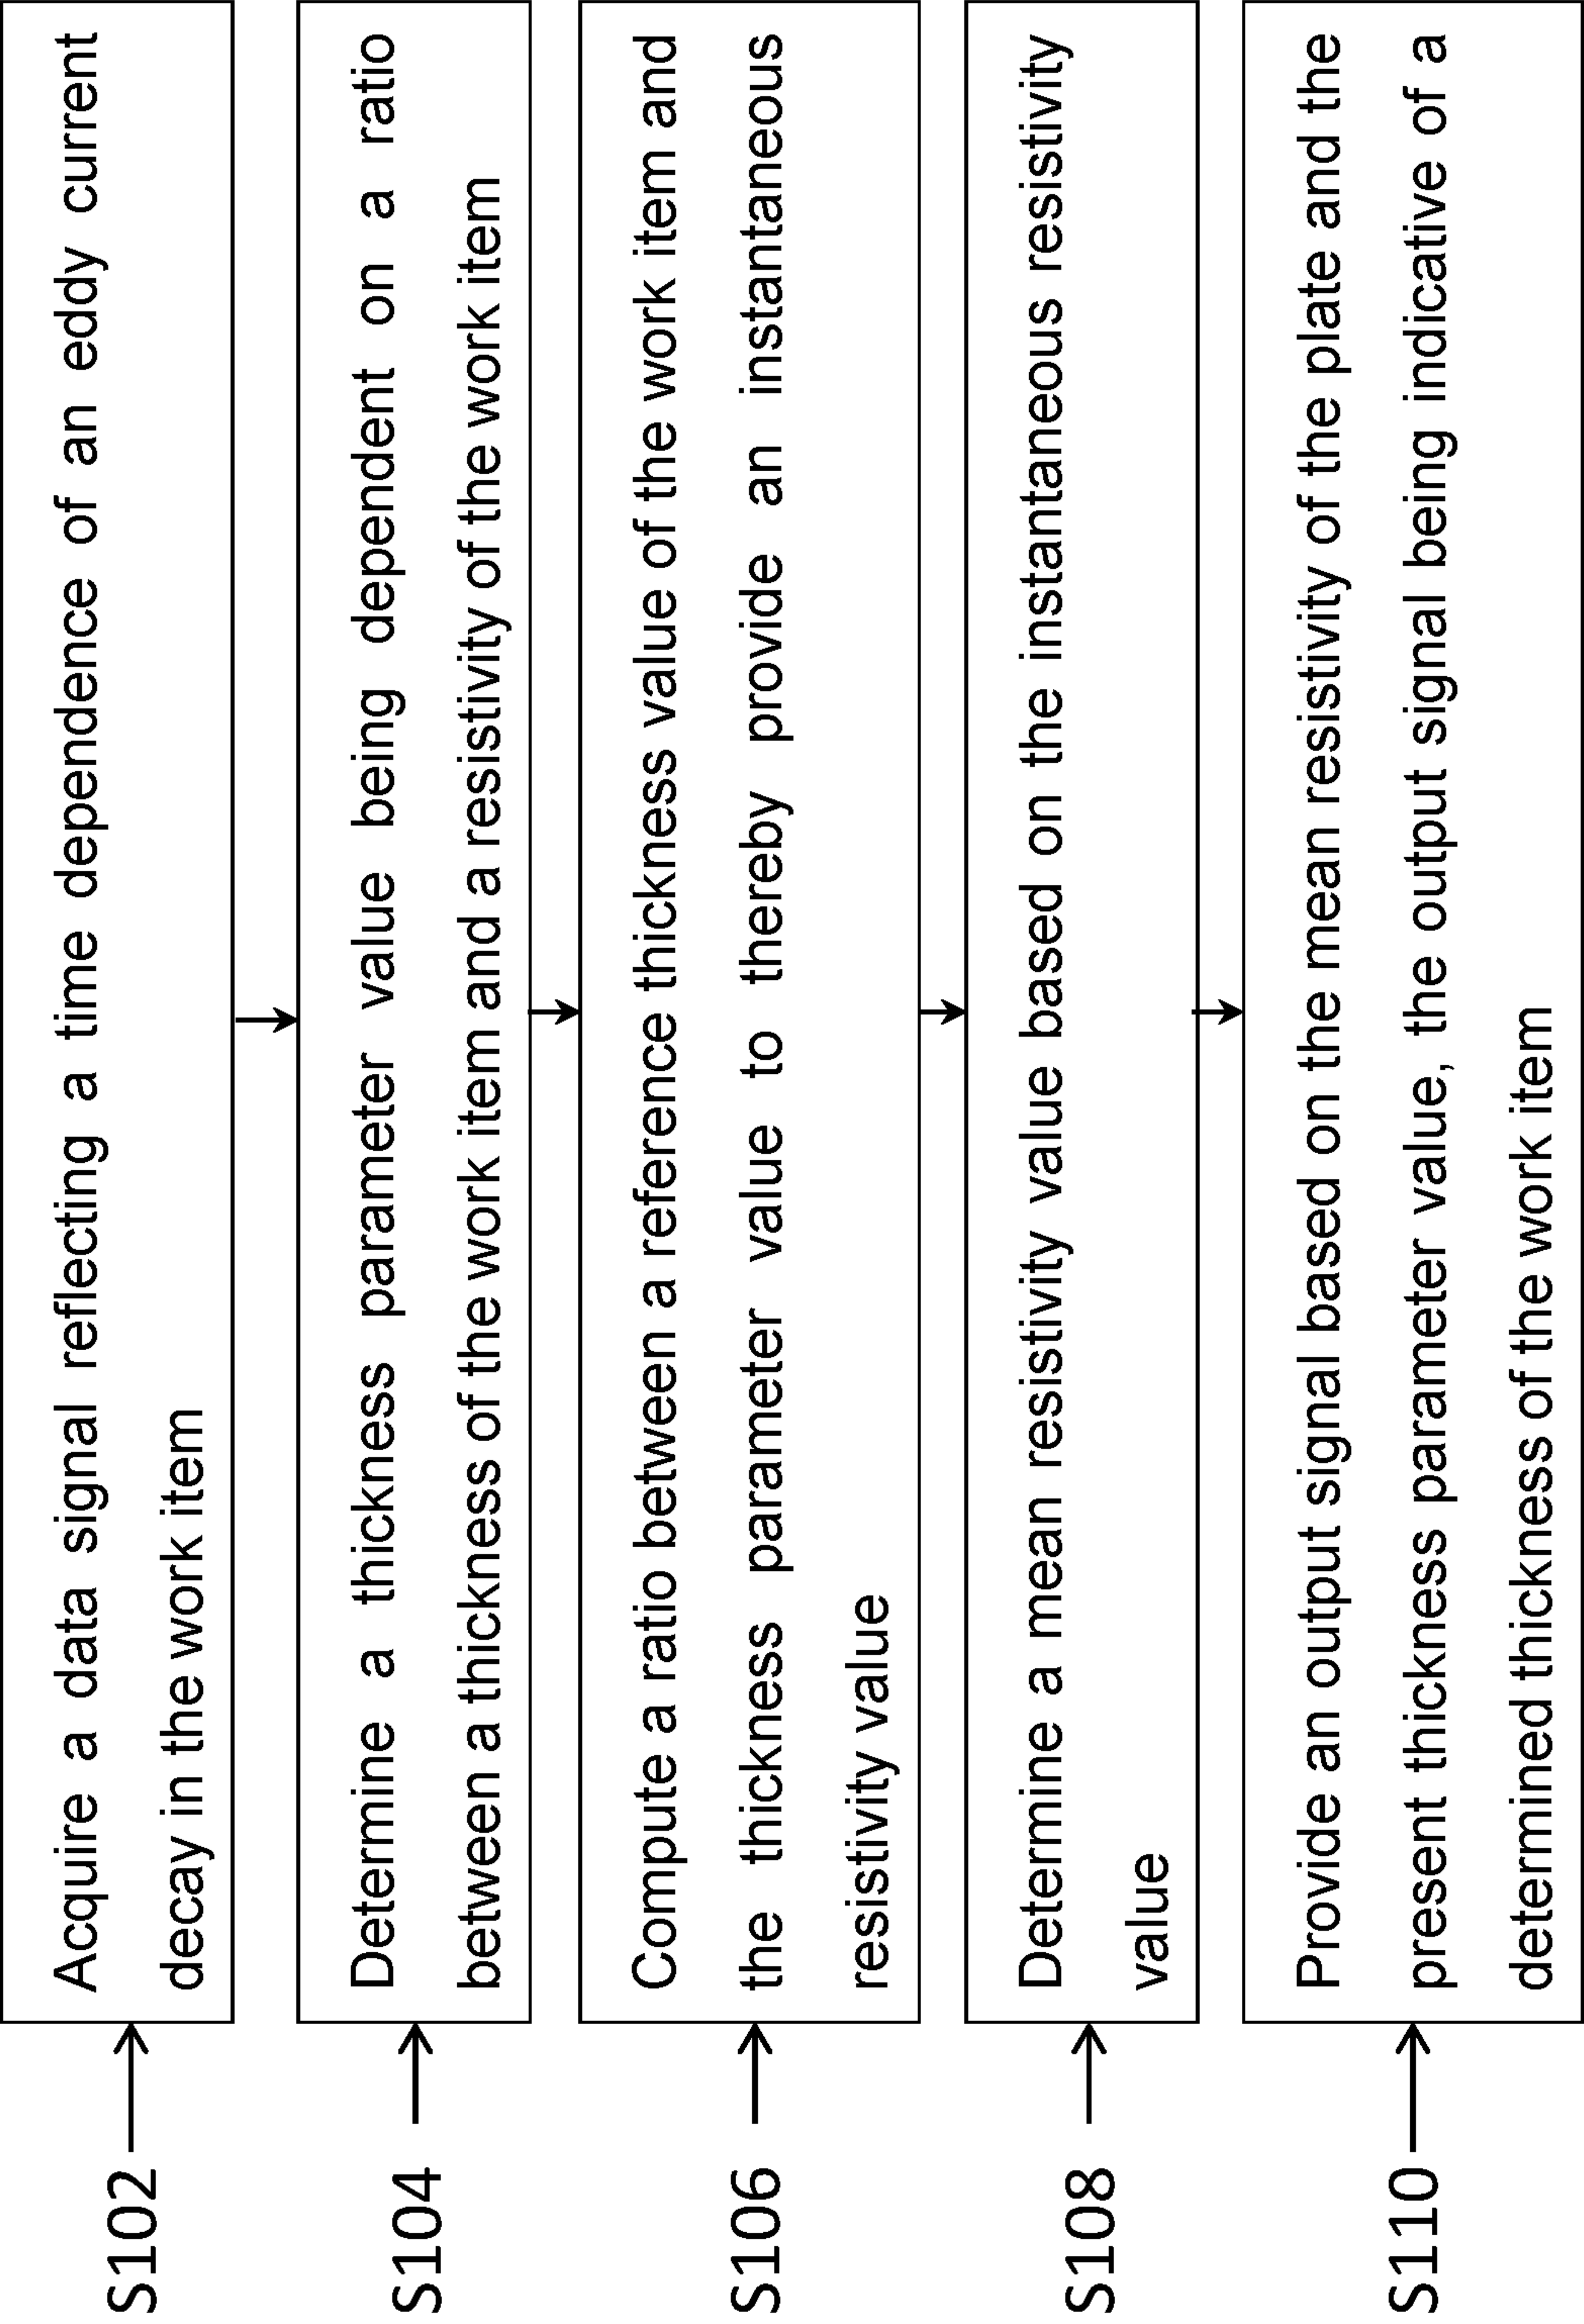 S102
Acquire a data signal reflecting a time dependence of an eddy current
decay in the work item
S104
Determine a thickness parameter value being dependent on a ratio
between a thickness of the work item and a resistivity of the work item
S106
Compute a ratio between a reference thickness value of the work item and
the thickness parameter value to thereby provide an instantaneous
resistivity value
S108
Determine a mean resistivity value based on the instantaneous resistivity
value
S110
Provide an output signal based on the mean resistivity of the plate and the
present thickness parameter value, the output signal being indicative of a
determined thickness of the work item